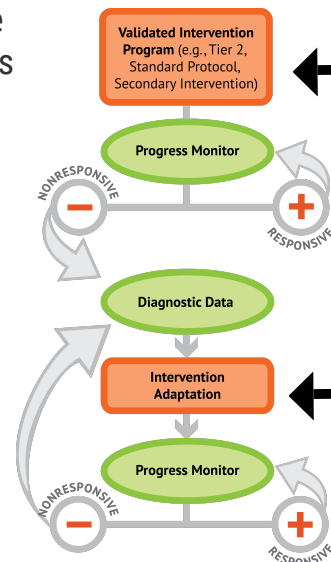 e
s
Validated Intervention
Program (e.g., Tier 2,
Standard Protocol,
Secondary Intervention)
Progress Monitor
NONRESPONSIVE
RESPONSIVE
Diagnostic Data
Intervention
Adaptation
Progress Monitor
NONRESPONSIVE
RESPONSIVE